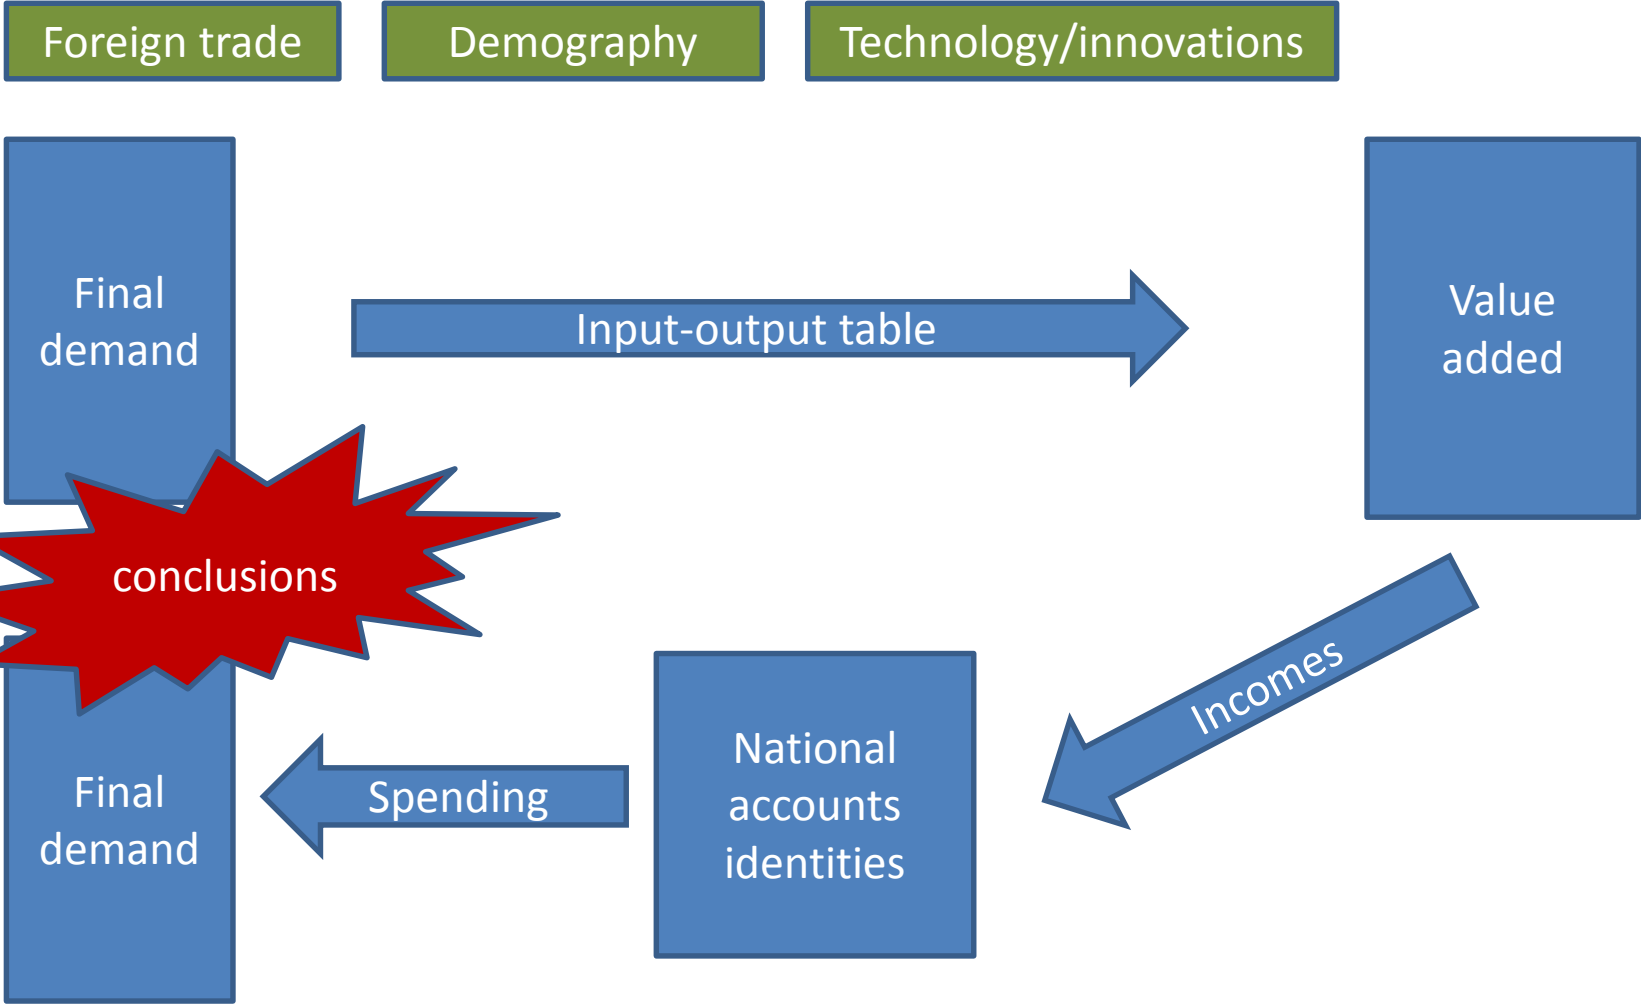 Foreign trade
Demography
Technology/innovations
Final
demand
Input-output table
Value
added
conclusions
Incomes
National
accounts
identities
Spending
Final
demand